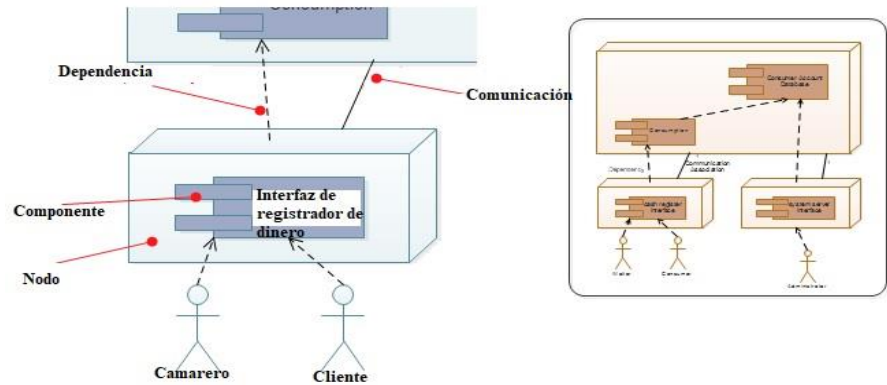 Consumption
Dependencia
Comunicación
Componente
Interfaz de
registrador de
dinero
Nodo
Camarero
Cliente
Consumer Account
Database
Consumption
Dependency
Communication
Association
cash register
interface
system server
interface
Waiter
Consumer
Administrator